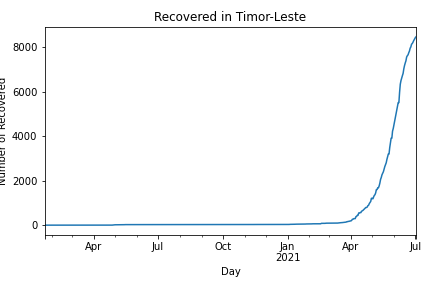 Recovered in Timor-Leste
Number of Recovered
8000
6000
4000
2000
0
Apr
Jul
Oct
Jan
2021
Apr
Jul
Day